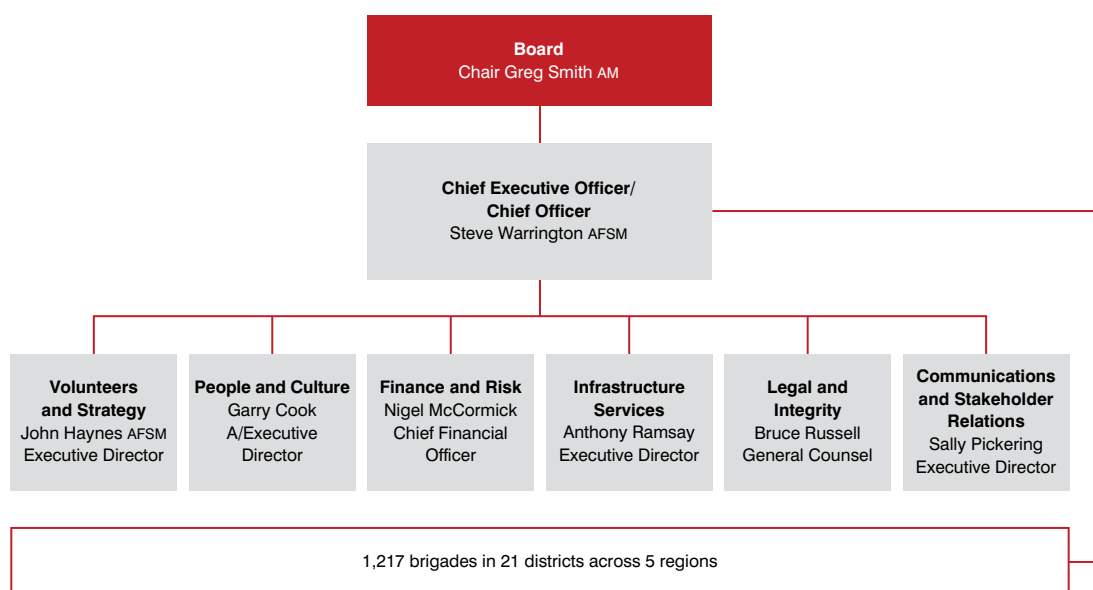 Board
Chair Greg Smith AM
Chief Executive Officer/
Chief Officer
Steve Warrington AFSM
Volunteers
and Strategy
John Haynes AFSM
Executive Director
People and Culture
Garry Cook
A/Executive
Director
Finance and Risk
Nigel McCormick
Chief Financial
Officer
Infrastructure
Services
Anthony Ramsay
Executive Director
Legal and
Integrity
Bruce Russell
General Counsel
Communications
and Stakeholder
Relations
Sally Pickering
Executive Director
1,217 brigades in 21 districts across 5 regions